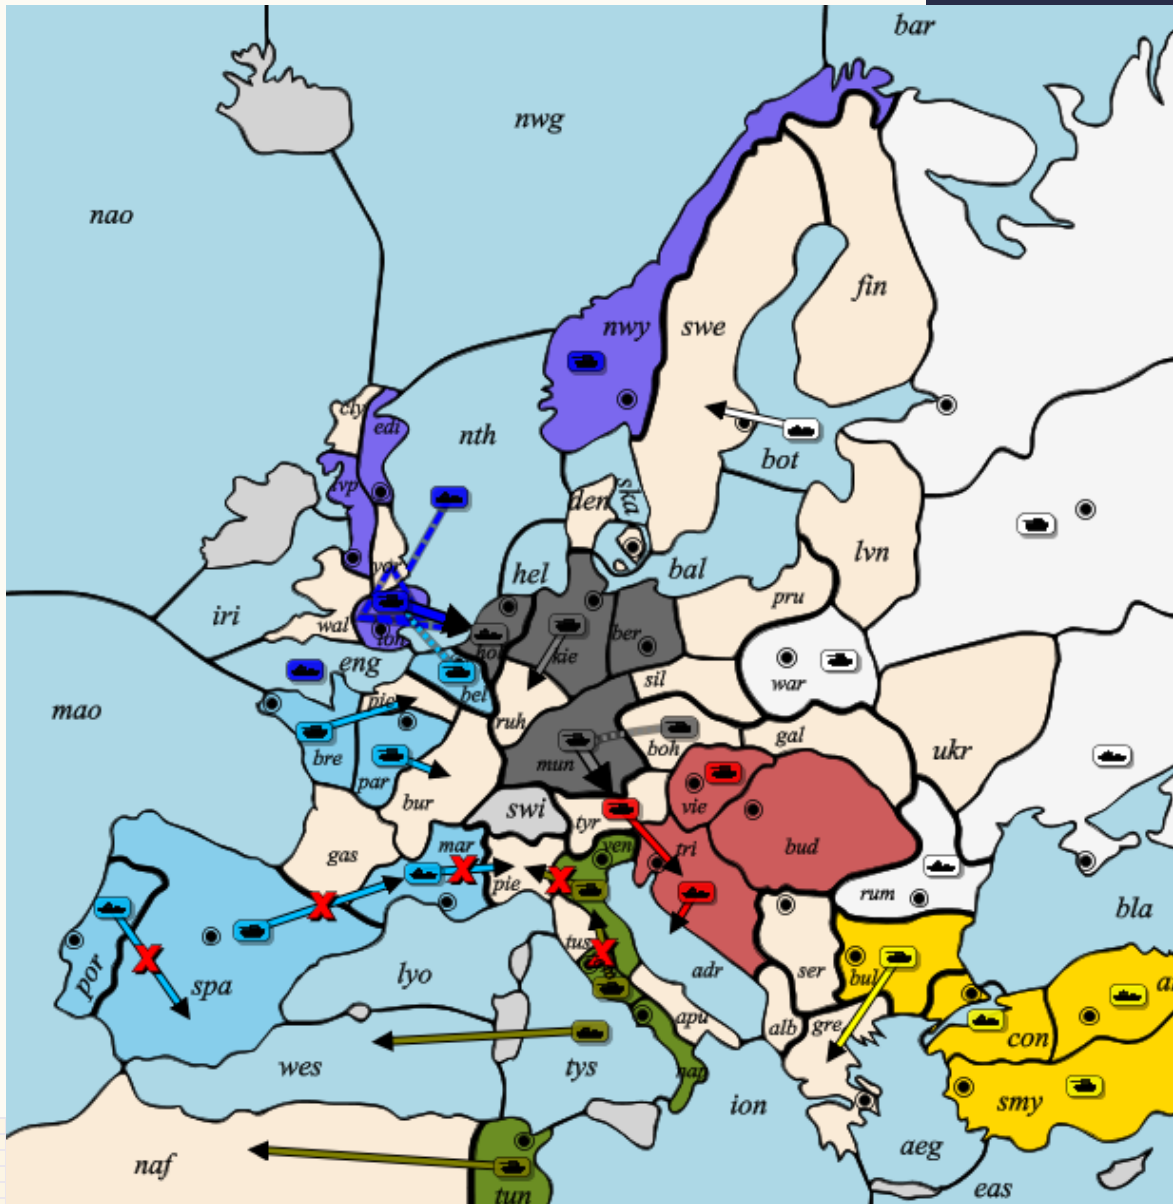 bar
nwg
nao
fin
nwy
swe
cly
edi
nth
bot
lvp
den
ska
lvn
yor
hel
bal
pru
iri
wal
lon
hol
kie
ber
eng
war
sil
bel
pic
mao
ruh
boh
gal
ukr
bre
mun
par
vie
bur
swi
tyr
bud
gas
mar
ven
tri
pie
rum
bla
tus
por
spa
lyo
adr
ser
bul
apu
alb
gre
con
wes
tys
nap
ion
smy
aeg
naf
eas
tun